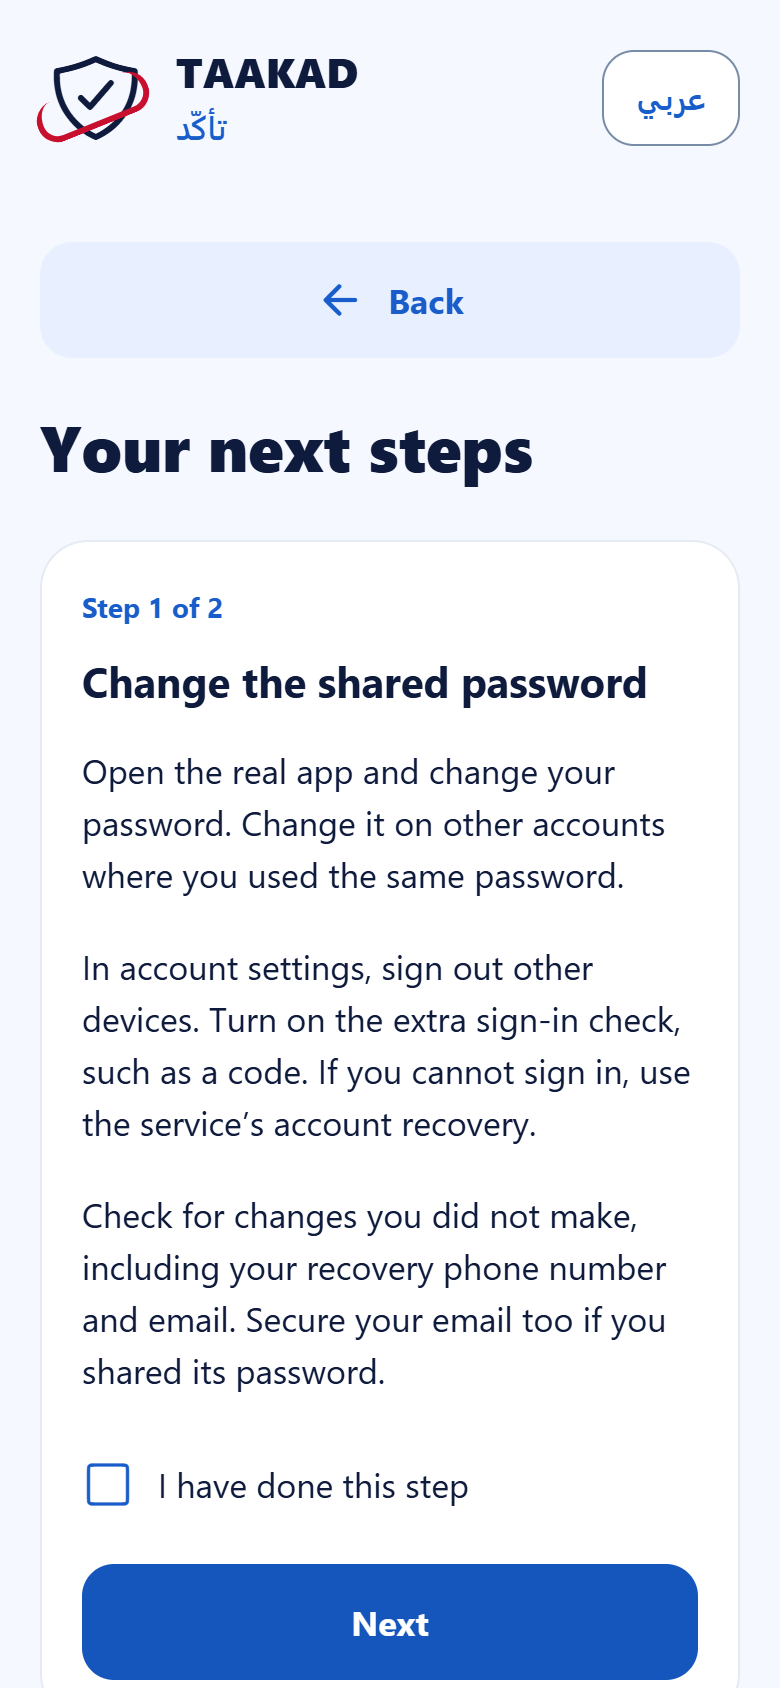 TAAKAD
تأكّد
عربي
Back
Your next steps
Step 1 of 2
Change the shared password
Open the real app and change your
password. Change it on other accounts
where you used the same password.
In account settings, sign out other
devices. Turn on the extra sign-in check,
such as a code. If you cannot sign in, use
the service’s account recovery.
Check for changes you did not make,
including your recovery phone number
and email. Secure your email too if you
shared its password.
I have done this step
Next